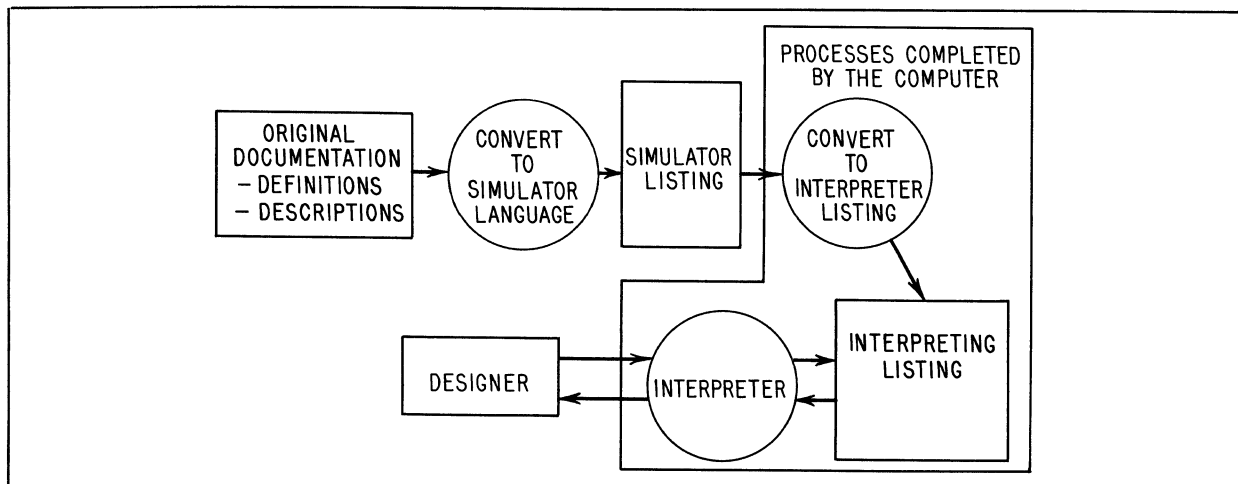 PROCESSES COMPLETED
BY THE COMPUTER
ORIGINAL
DOCUMENTATION
– DEFINITIONS
– DESCRIPTIONS
CONVERT
TO
SIMULATOR
LANGUAGE
SIMULATOR
LISTING
CONVERT
TO
INTERPRETER
LISTING
DESIGNER
INTERPRETER
INTERPRETING
LISTING